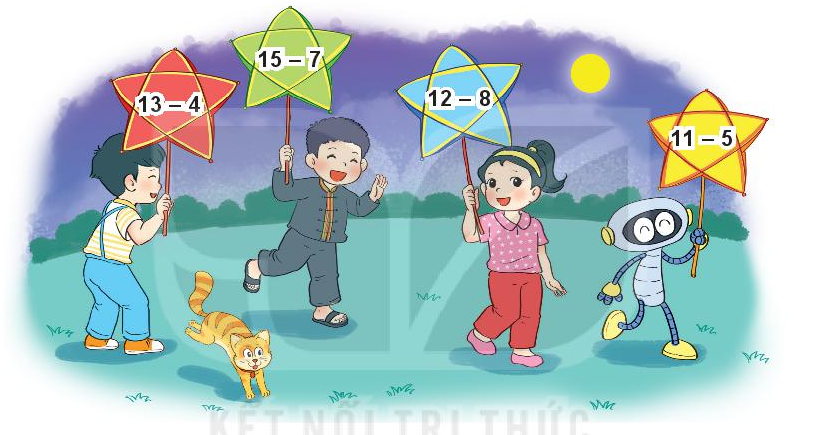 13 – 4
15 – 7
12 – 8
11 – 5
KẾT NỐI TRI THỨC